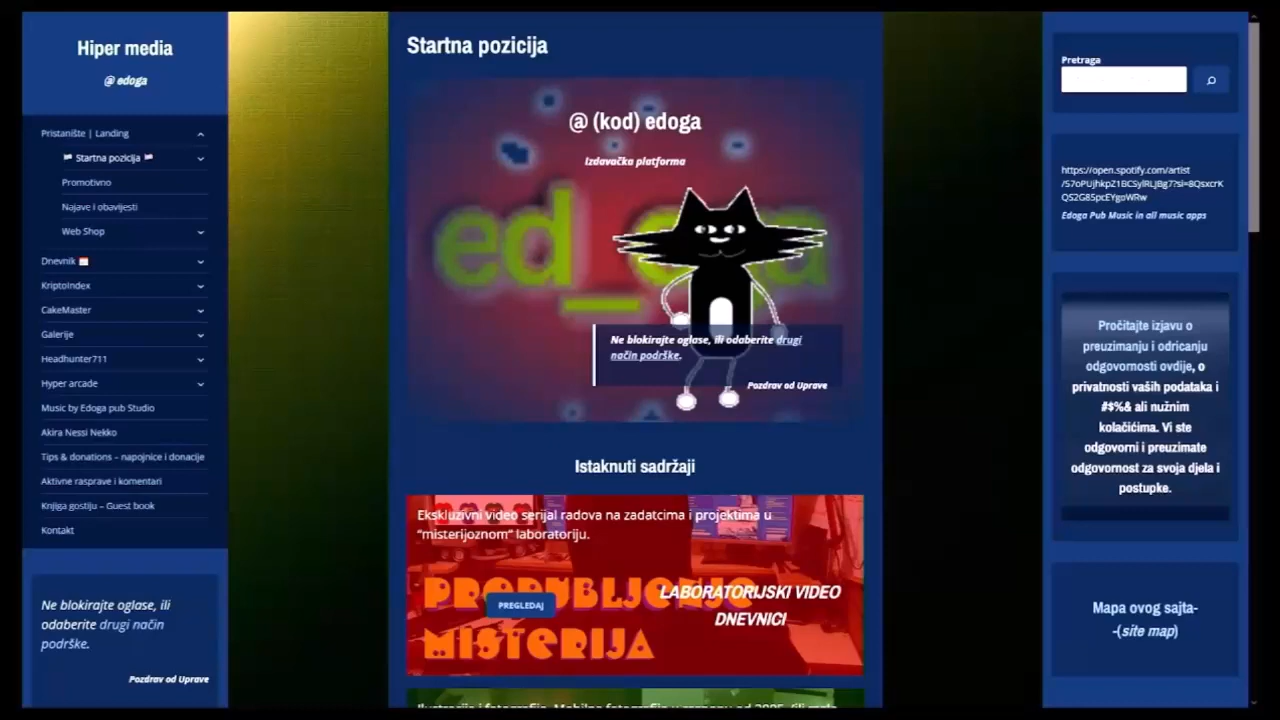 Hiper media
@ edoga
Pristanište | Landing
Startna pozicija
Promotivno
Najave i obavijesti
Web Shop
Dnevnik
KriptoIndex
CakeMaster
Galerije
Headhunter711
Hyper arcade
Music by Edoga pub Studio
Akira Nessi Nekko
Tips & donations – napojnice i donacije
Aktivne rasprave i komentari
Knjiga gostiju – Guest book
Kontakt
Ne blokirajte oglase, ili
odaberite drugi način
podrške.
Pozdrav od Uprave
Startna pozicija
@ (kod) edoga
Izdavačka platforma
ed_
Ne blokirajte oglase, ili odaberite drugi
način podrške.
Pozdrav od Uprave
Istaknuti sadržaji
Ekskluzivni video serijal radova na zadatcima i projektima u
"misterijoznom" laboratoriju.
PRODUBLJENJE
MISTERIJA
PREGLEDAJ
LABORATORIJSKI VIDEO
DNEVNICI
Pretraga
https://open.spotify.com/artist
/S7oPUjhkpZ1BCSylRLJBg7?si=8QsxcrK
QS2G85pcEYgoWRw
Edoga Pub Music in all music apps
Pročitajte izjavu o
preuzimanju i odricanju
odgovornosti ovdije, o
privatnosti vaših podataka i
#$%& ali nužnim
kolačićima. Vi ste
odgovorni i preuzimate
odgovornost za svoja djela i
postupke.
Mapa ovog sajta-
-(site map)